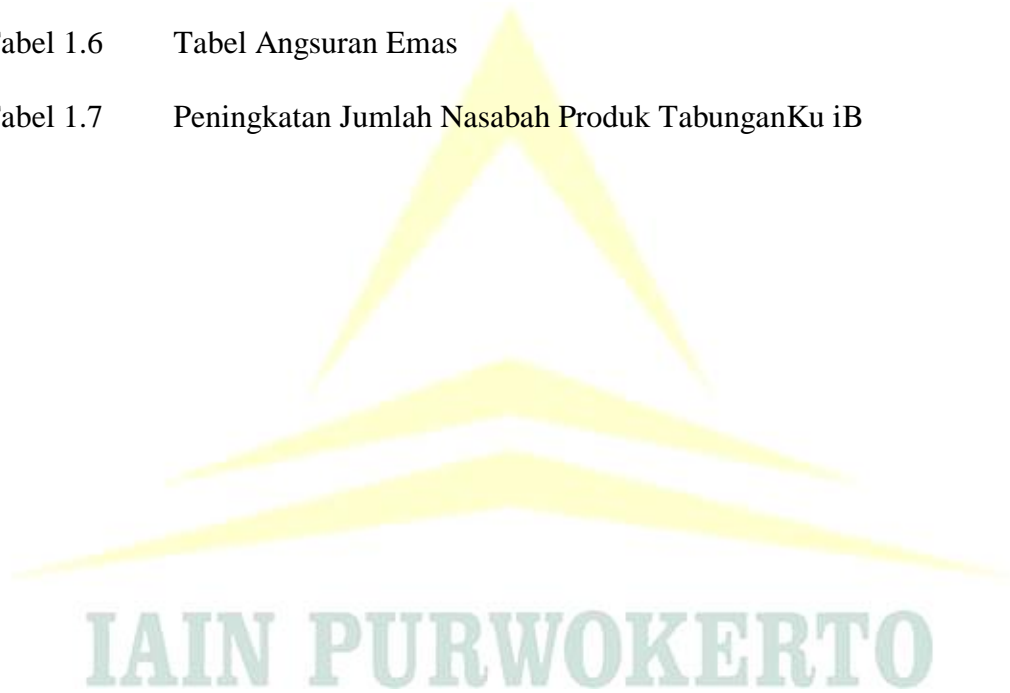 abel 1.6 Tabel Angsuran Emas
abel 1.7 Peningkatan Jumlah Nasabah Produk TabunganKu iB
IAIN PURWOKERTO